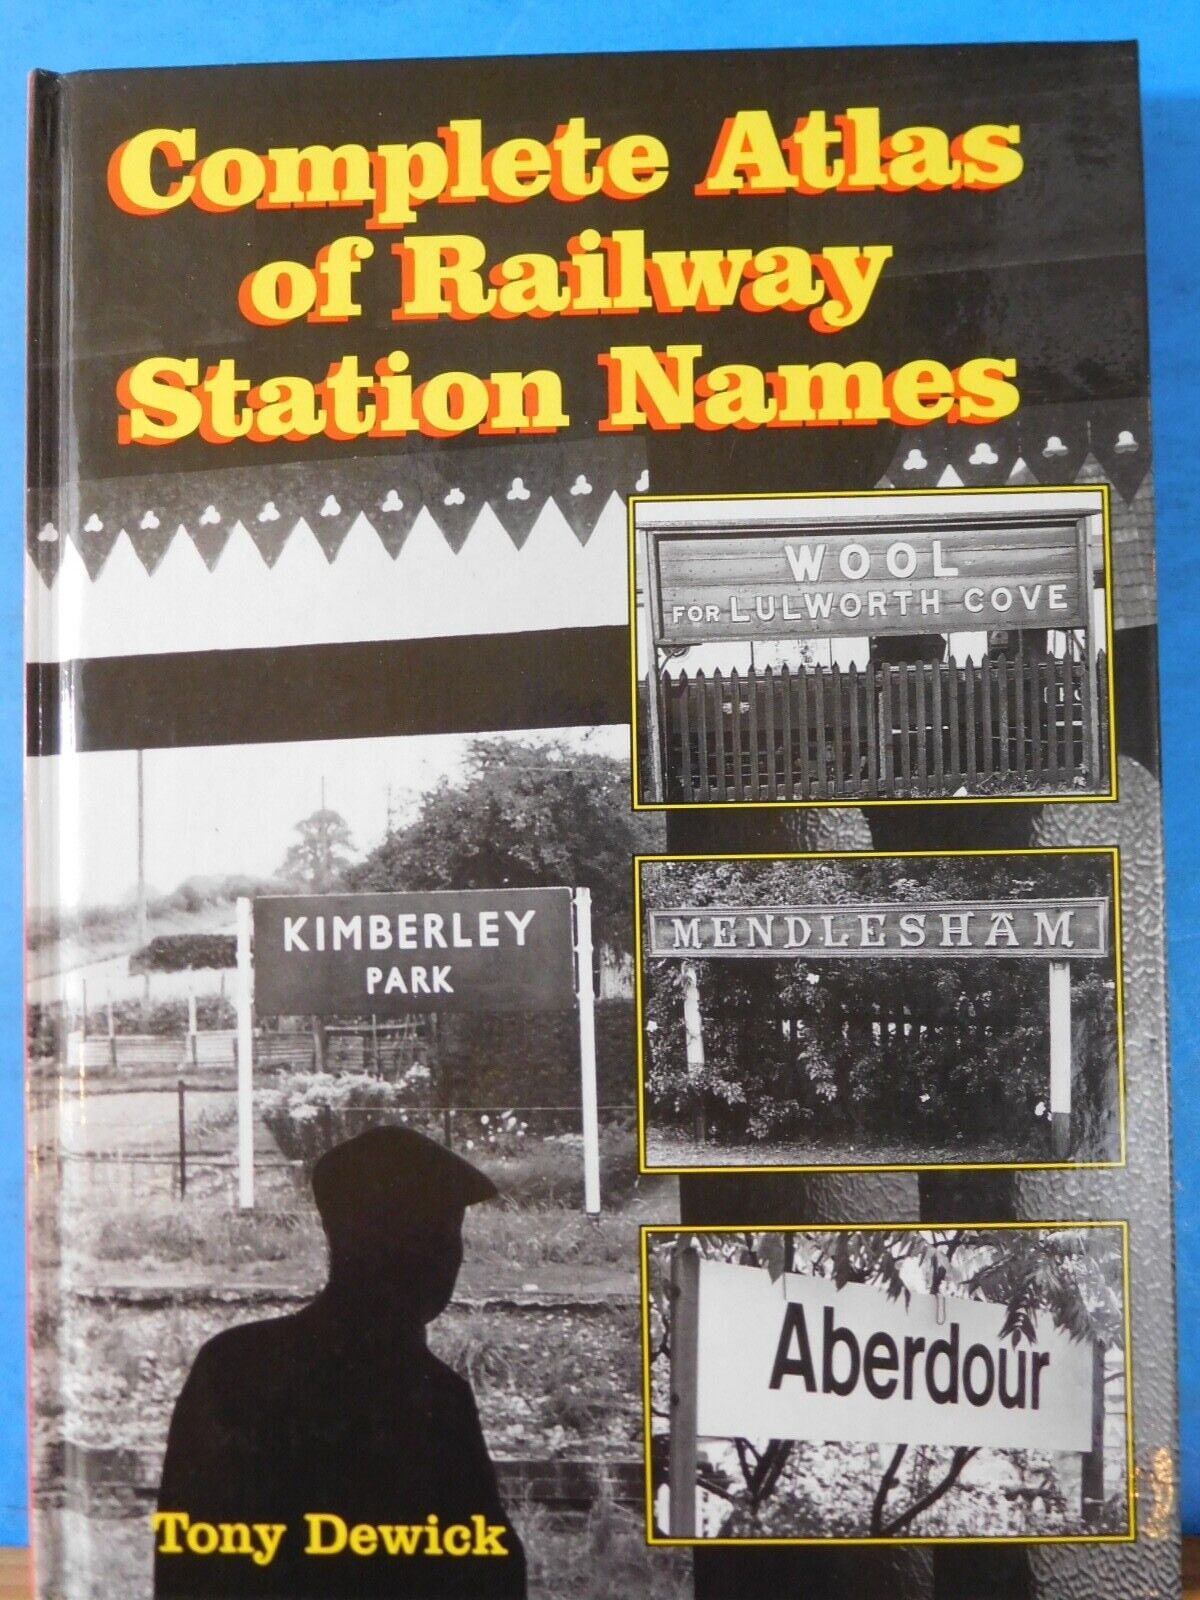 Complete Atlas
of Railway
Station Names
WOOL
FOR LULWORTH COVE
KIMBERLEY
PARK
MENDLESHAM
Aberdour
Tony Dewick